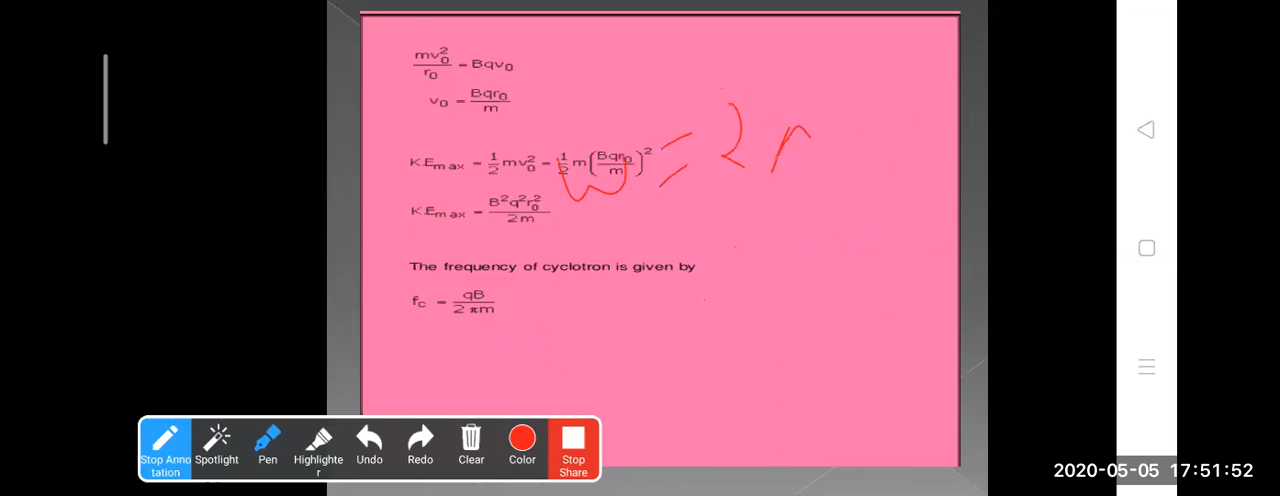 mv₀²/r₀ = Bqv₀
v₀ = Bqr₀/m
K.Emax = 1/2 mv₀² = 1/2 m(Bqr₀/m)²
K.Emax = B²q²r₀²/2m
The frequency of cyclotron is given by
fc = qB/2πm
Stop Annotation
Spotlight
Pen
Highlighter
Undo
Redo
Clear
Color
Stop Share
2020-05-05 17:51:52